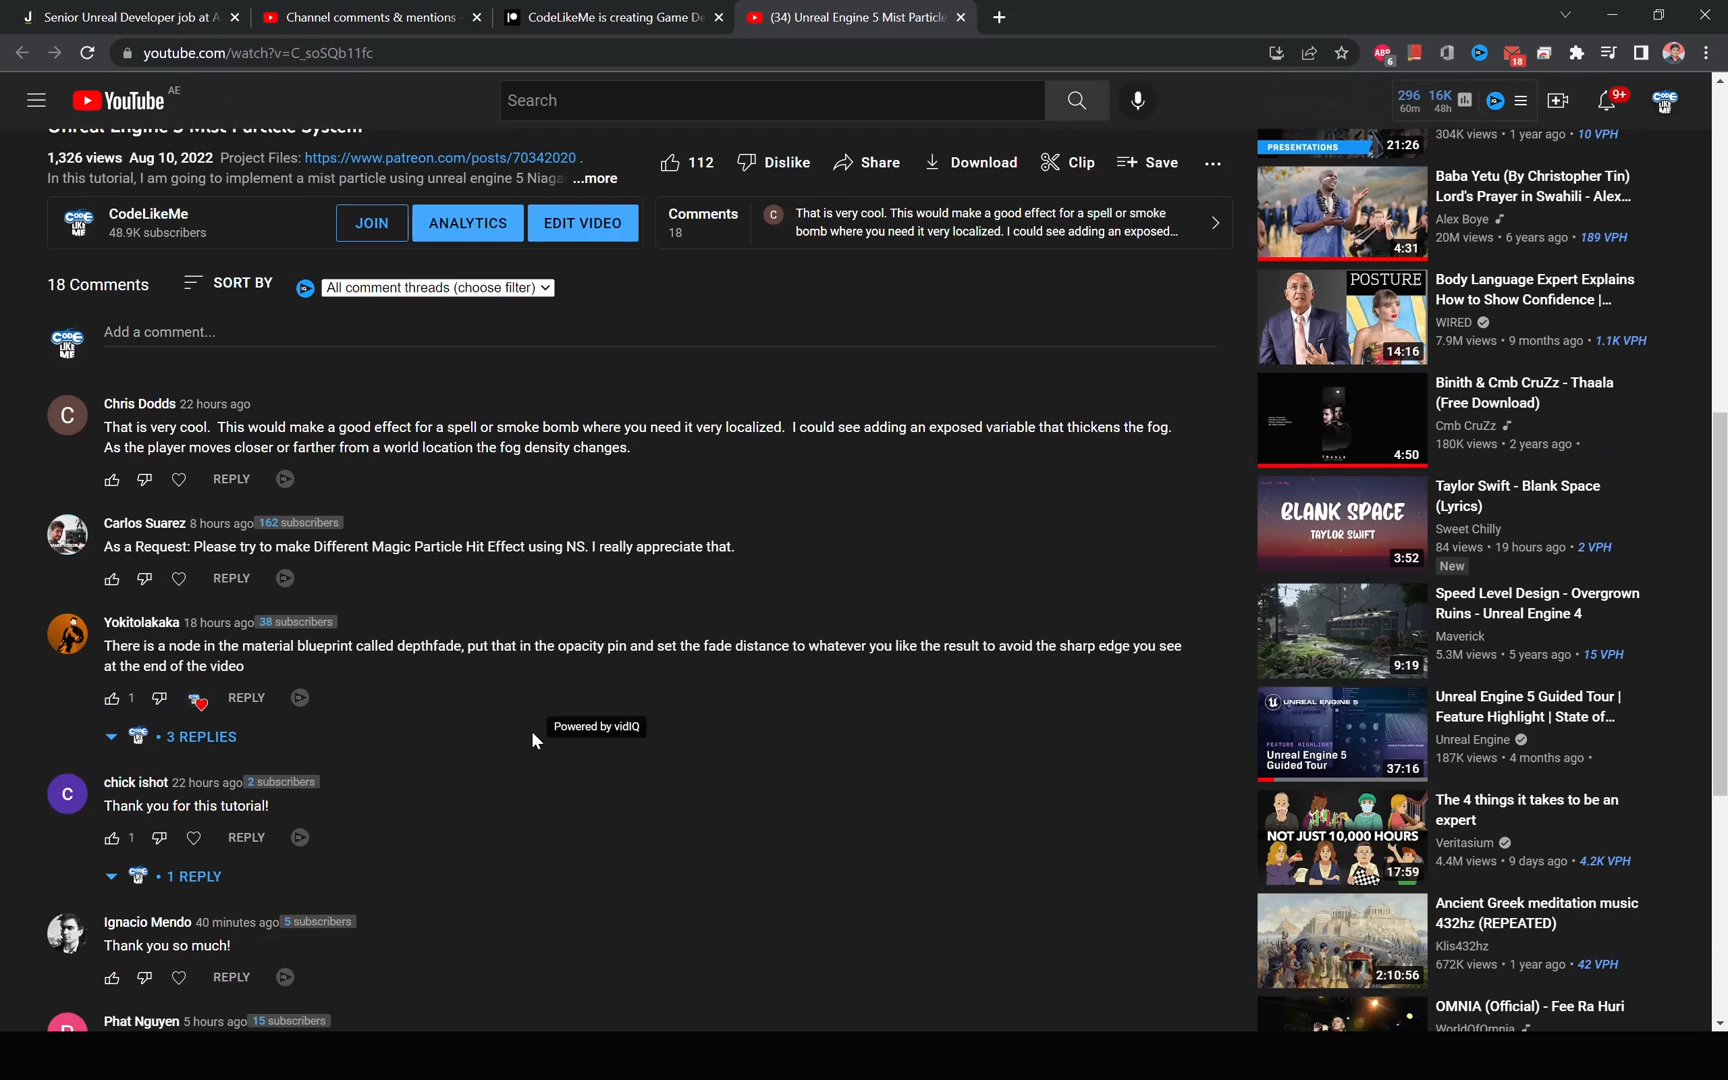 Senior Unreal Developer job at A
Channel comments & mentions -
CodeLikeMe is creating Game De
(34) Unreal Engine 5 Mist Particle
youtube.com/watch?v=C_soSQb11fc
ABP
6
18
YouTube AE
Search
296
60m
16K
48h
9+
CODE LIKE ME
Unreal Engine 5 Mist Particle System
1,326 views Aug 10, 2022 Project Files: https://www.patreon.com/posts/70342020 .
In this tutorial, I am going to implement a mist particle using unreal engine 5 Niaga ...more
112 Dislike Share Download Clip Save
CodeLikeMe
48.9K subscribers
JOIN ANALYTICS EDIT VIDEO
Comments
18
C
That is very cool. This would make a good effect for a spell or smoke
bomb where you need it very localized. I could see adding an exposed...
18 Comments SORT BY All comment threads (choose filter)
Add a comment...
C
Chris Dodds 22 hours ago
That is very cool. This would make a good effect for a spell or smoke bomb where you need it very localized. I could see adding an exposed variable that thickens the fog.
As the player moves closer or farther from a world location the fog density changes.
REPLY
Carlos Suarez 8 hours ago 162 subscribers
As a Request: Please try to make Different Magic Particle Hit Effect using NS. I really appreciate that.
REPLY
Yokitolakaka 18 hours ago 38 subscribers
There is a node in the material blueprint called depthfade, put that in the opacity pin and set the fade distance to whatever you like the result to avoid the sharp edge you see
at the end of the video
1 REPLY
Powered by vidIQ
• 3 REPLIES
C
chick ishot 22 hours ago 2 subscribers
Thank you for this tutorial!
1 REPLY
• 1 REPLY
Ignacio Mendo 40 minutes ago 5 subscribers
Thank you so much!
REPLY
Phat Nguyen 5 hours ago 15 subscribers
PRESENTATIONS
21:26
304K views • 1 year ago • 10 VPH
4:31
Baba Yetu (By Christopher Tin)
Lord's Prayer in Swahili - Alex...
Alex Boye
20M views • 6 years ago • 189 VPH
POSTURE
14:16
Body Language Expert Explains
How to Show Confidence |...
WIRED
7.9M views • 9 months ago • 1.1K VPH
4:50
Binith & Cmb CruZz - Thaala
(Free Download)
Cmb CruZz
180K views • 2 years ago •
BLANK SPACE
TAYLOR SWIFT
3:52
Taylor Swift - Blank Space
(Lyrics)
Sweet Chilly
84 views • 19 hours ago • 2 VPH
New
9:19
Speed Level Design - Overgrown
Ruins - Unreal Engine 4
Maverick
5.3M views • 5 years ago • 15 VPH
UNREAL ENGINE 5
FEATURE HIGHLIGHT
Unreal Engine 5
Guided Tour
37:16
Unreal Engine 5 Guided Tour |
Feature Highlight | State of...
Unreal Engine
187K views • 4 months ago •
NOT JUST 10,000 HOURS
17:59
The 4 things it takes to be an
expert
Veritasium
4.4M views • 9 days ago • 4.2K VPH
2:10:56
Ancient Greek meditation music
432hz (REPEATED)
Klis432hz
672K views • 1 year ago • 42 VPH
OMNIA (Official) - Fee Ra Huri
WorldOfOmnia